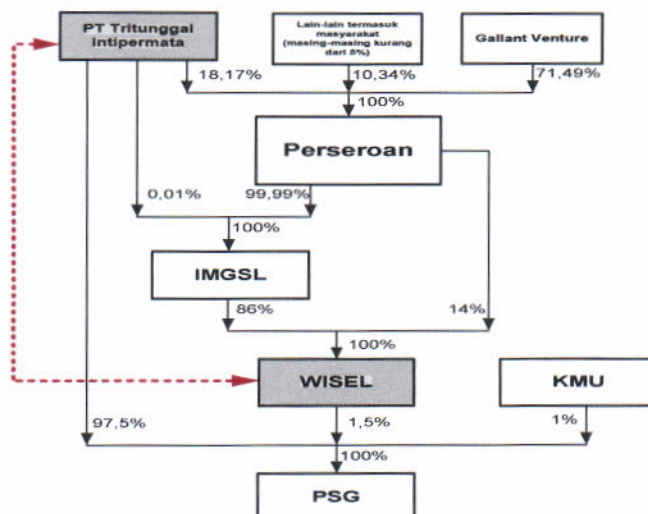 PT Tritunggal
Intipermata
Lain-lain termasuk
masyarakat
(masing-masing kurang
dari 5%)
Gallant Venture
18,17%
10,34%
71,49%
100%
Perseroan
0,01%
99,99%
100%
IMGSL
86%
14%
100%
WISEL
KMU
97,5%
1,5%
1%
100%
PSG